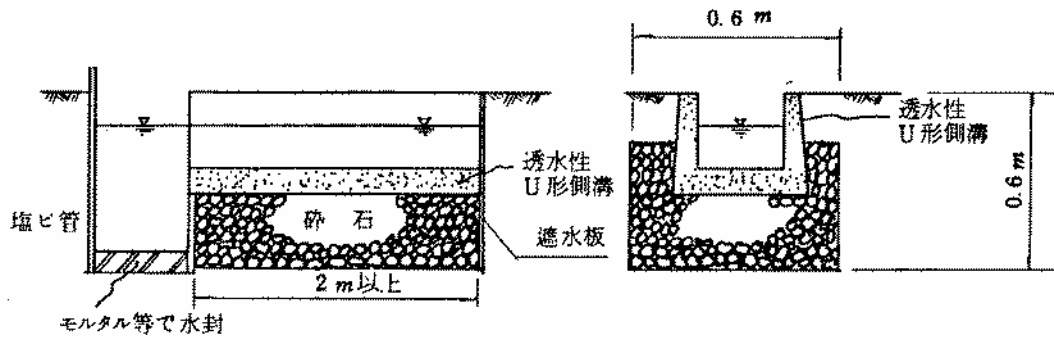 0.6 m
透水性
U形側溝
0.6 m
透水性
U形側溝
塩ビ管
砕石
遮水板
2 m以上
モルタル等で水封